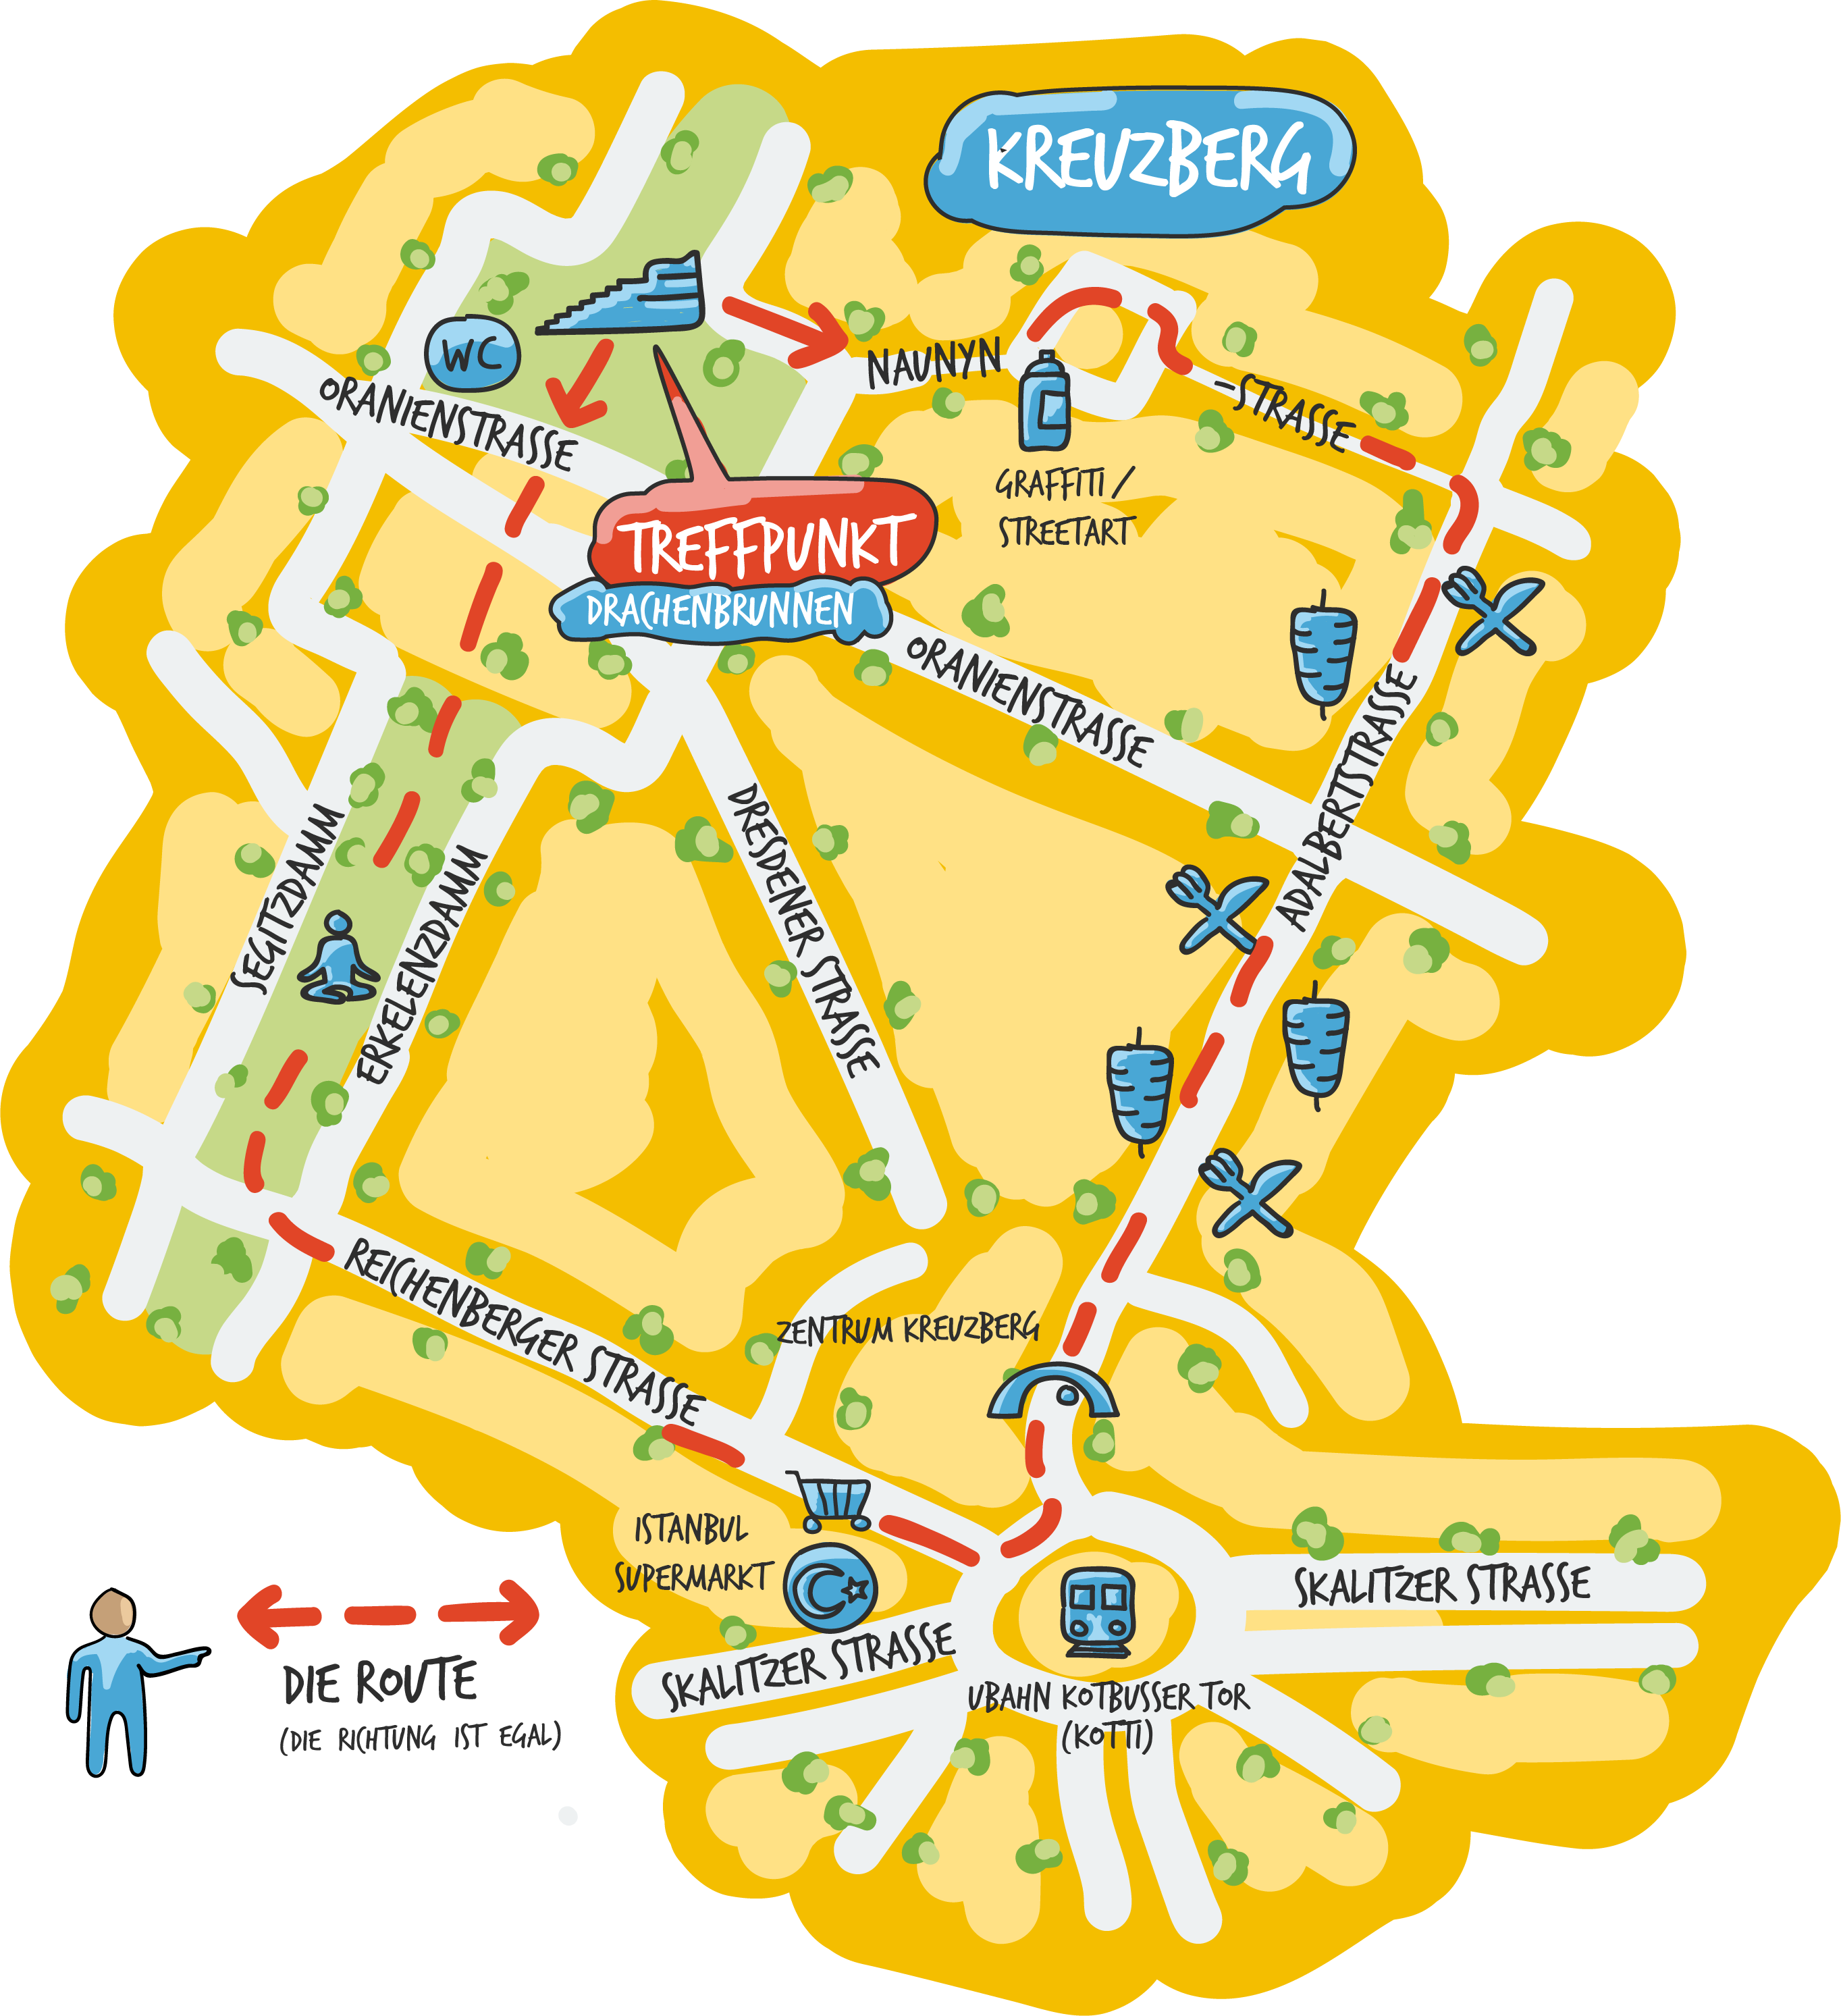 KREUZBERG
WC
NAUNYN
-STRASSE
ORANIENSTRASSE
GRAFFITI /
STREETART
TREFFPUNKT
DRACHENBRUNNEN
ORANIENSTRASSE
ADALBERTSTRASSE
SEGITZDAMM
ERKELENZDAMM
DRESDENER STRASSE
REICHENBERGER STRASSE
ZENTRUM KREUZBERG
ISTANBUL
SUPERMARKT
SKALITZER STRASSE
SKALITZER STRASSE
UBAHN KOTBUSSER TOR
(KOTTI)
DIE ROUTE
(DIE RICHTUNG IST EGAL)